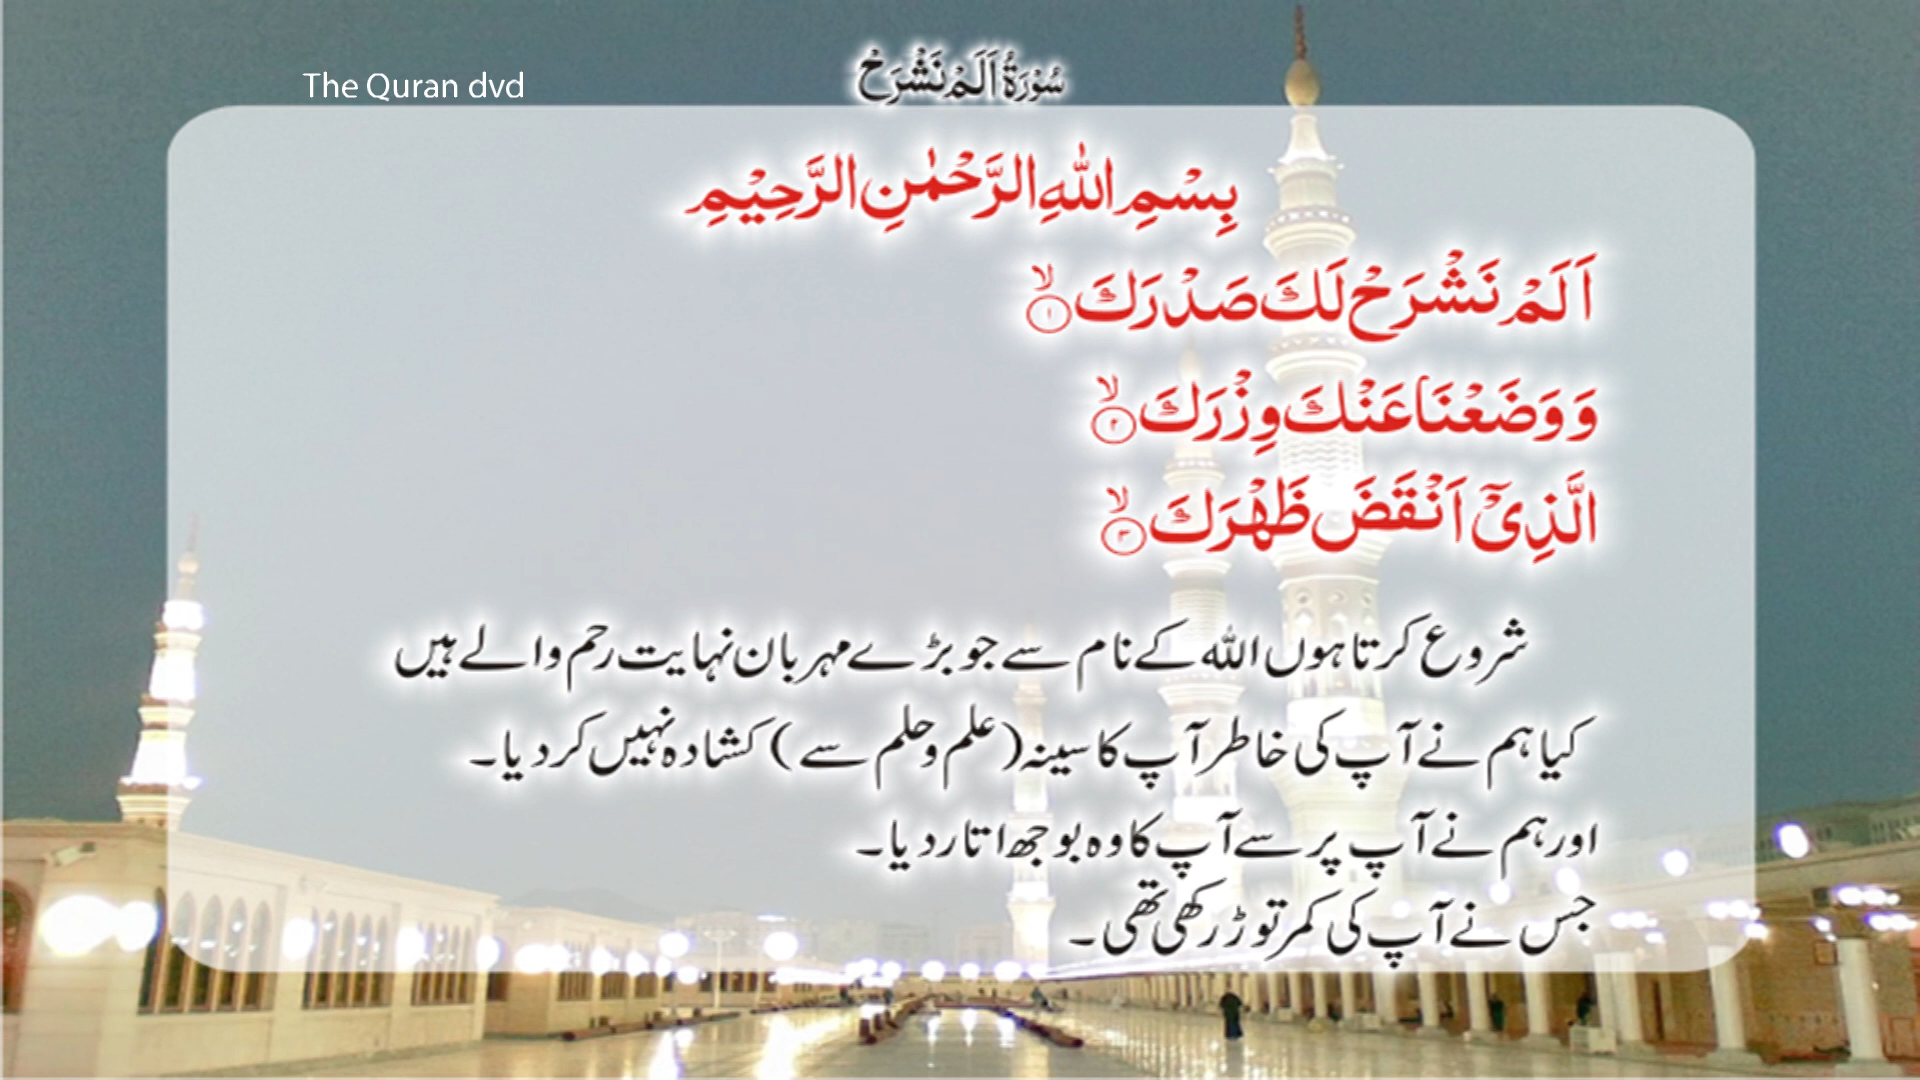 The Quran dvd
سُوْرَةُ اَلَمْ نَشْرَحْ
بِسْمِ اللّٰهِ الرَّحْمٰنِ الرَّحِيْمِ
اَلَمْ نَشْرَحْ لَكَ صَدْرَكَ ۙ۝۱
وَ وَضَعْنَا عَنْكَ وِزْرَكَ ۙ۝۲
الَّذِیْۤ اَنْقَضَ ظَهْرَكَ ۙ۝۳
شروع کرتا ہوں اللہ کے نام سے جو بڑے مہربان نہایت رحم والے ہیں
کیا ہم نے آپ کی خاطر آپ کا سینہ (علم و حلم سے) کشادہ نہیں کر دیا۔
اور ہم نے آپ پر سے آپ کا وہ بوجھ اتار دیا۔
جس نے آپ کی کمر توڑ رکھی تھی۔